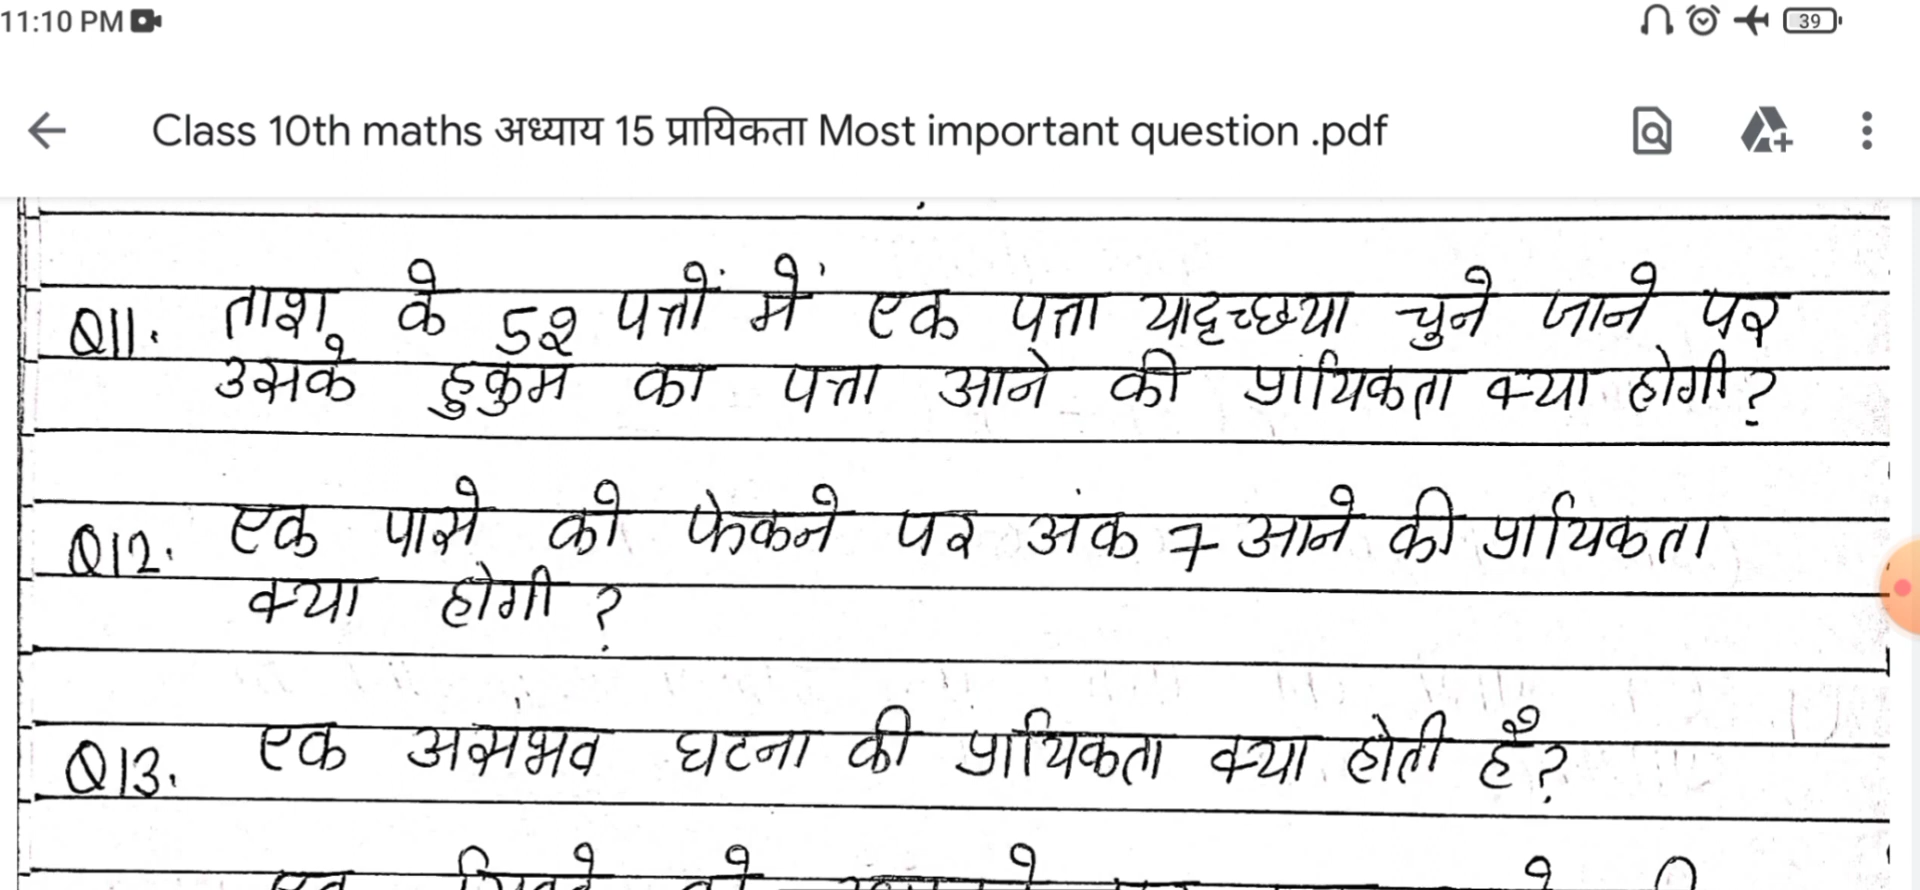 11:10 PM
39
Class 10th maths अध्याय 15 प्रायिकता Most important question .pdf
Q11. ताश के 52 पत्तों में एक पत्ता यादृच्छया चुने जाने पर
उसके हुकुम का पत्ता आने की प्रायिकता क्या होगी ?
Q12. एक पासे को फेकने पर अंक 7 आने की प्रायिकता
क्या होगी ?
Q13. एक असंभव घटना की प्रायिकता क्या होती है ?